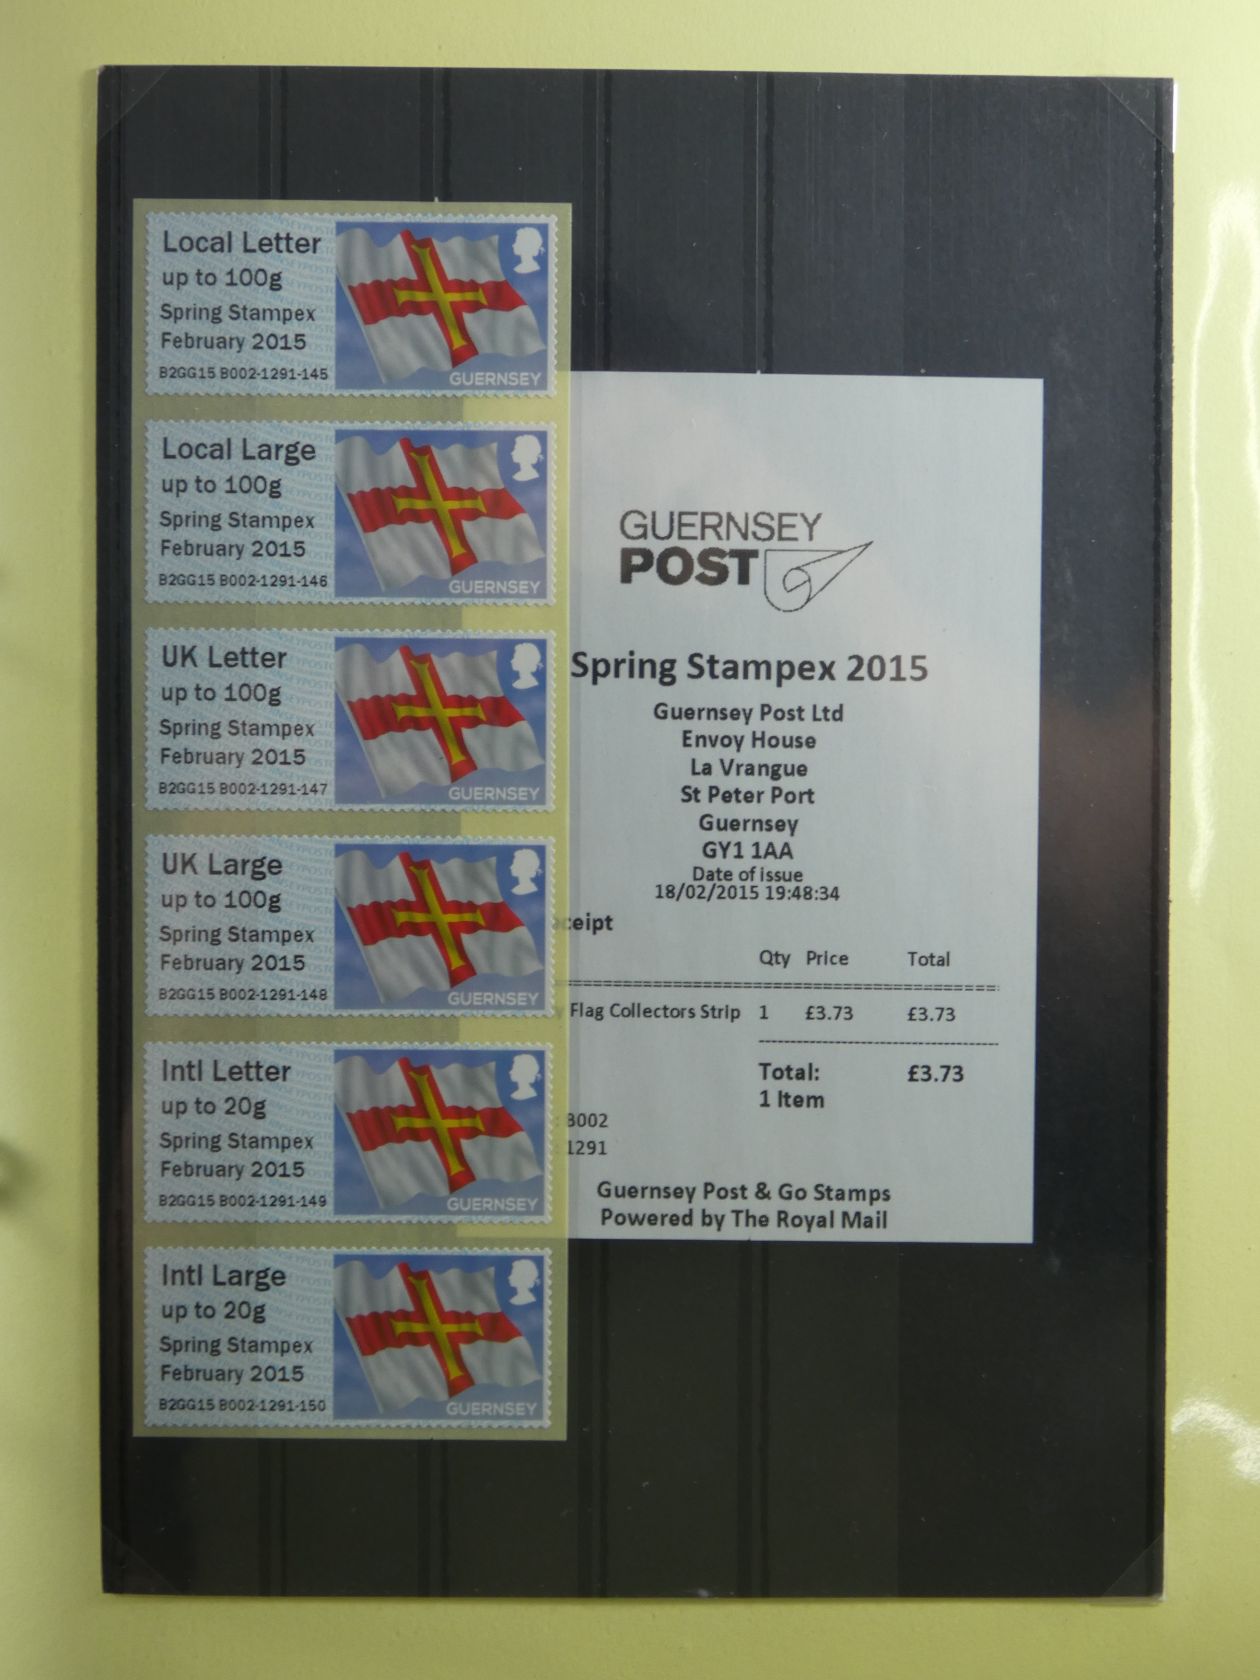 Local Letter
up to 100g
Spring Stampex
February 2015
B2GG15 B002-1291-145
GUERNSEY
Local Large
up to 100g
Spring Stampex
February 2015
B2GG15 B002-1291-146
GUERNSEY
UK Letter
up to 100g
Spring Stampex
February 2015
B2GG15 B002-1291-147
GUERNSEY
UK Large
up to 100g
Spring Stampex
February 2015
B2GG15 B002-1291-148
GUERNSEY
Intl Letter
up to 20g
Spring Stampex
February 2015
B2GG15 B002-1291-149
GUERNSEY
Intl Large
up to 20g
Spring Stampex
February 2015
B2GG15 B002-1291-150
GUERNSEY
GUERNSEY
POST
Spring Stampex 2015
Guernsey Post Ltd
Envoy House
La Vrangue
St Peter Port
Guernsey
GY1 1AA
Date of issue
18/02/2015 19:48:34
ceipt
Qty Price Total
Flag Collectors Strip 1 £3.73 £3.73
Total: £3.73
1 Item
B002
1291
Guernsey Post & Go Stamps
Powered by The Royal Mail